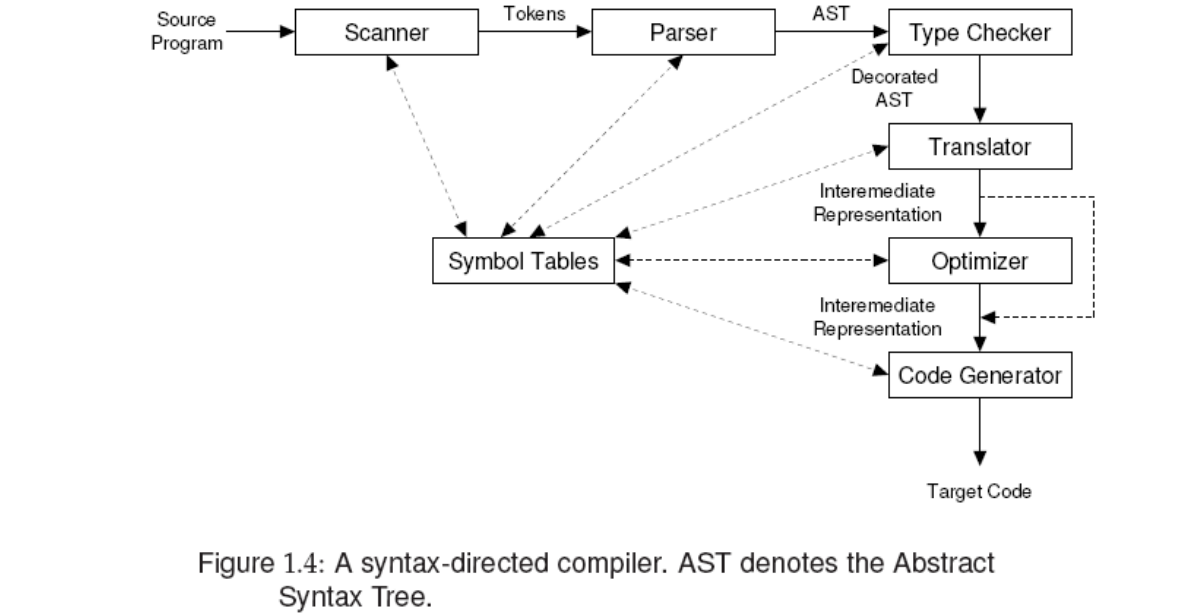 Source
Program
Scanner
Tokens
Parser
AST
Type Checker
Decorated
AST
Translator
Interemediate
Representation
Symbol Tables
Optimizer
Interemediate
Representation
Code Generator
Target Code
Figure 1.4: A syntax-directed compiler. AST denotes the Abstract
Syntax Tree.